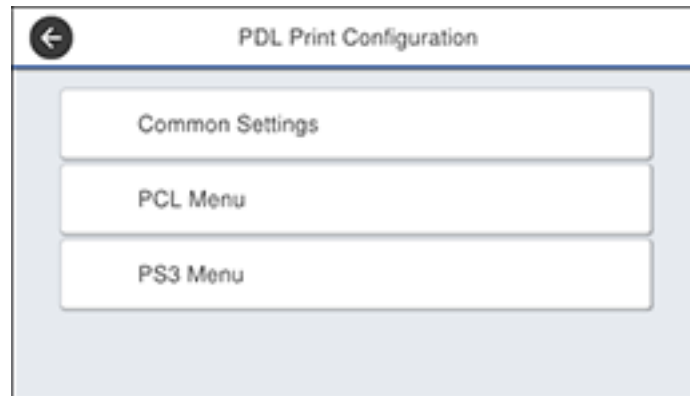 PDL Print Configuration
Common Settings
PCL Menu
PS3 Menu